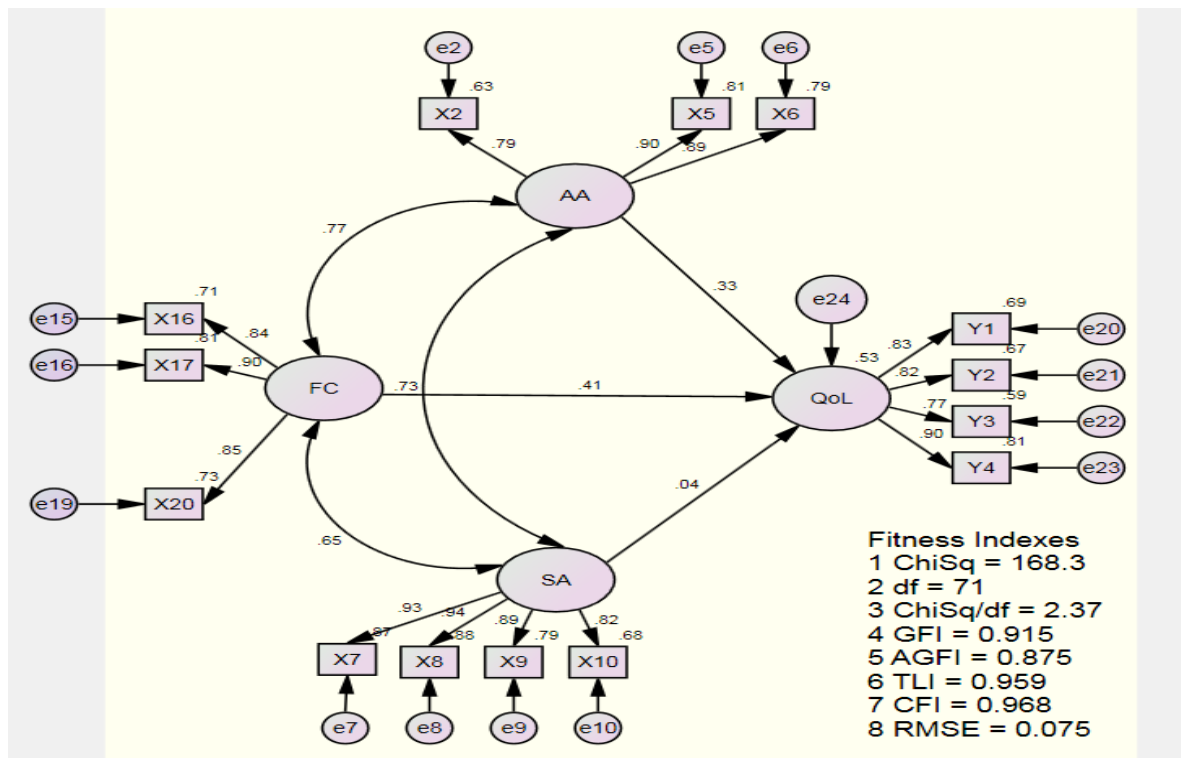 e2
e5
e6
.63
.81
.79
X2
X5
X6
.79
.90
.89
AA
.77
.33
.71
e24
.69
e15
X16
.84
Y1
e20
.81
.83
.53
.67
e16
X17
.90
.82
Y2
e21
FC
.73
.41
QoL
.59
.77
Y3
e22
.90
.81
.85
Y4
e23
.73
.04
e19
X20
.65
SA
.93
.94
.89
.82
.87
.88
.79
.68
X7
X8
X9
X10
e7
e8
e9
e10
Fitness Indexes
1 ChiSq = 168.3
2 df = 71
3 ChiSq/df = 2.37
4 GFI = 0.915
5 AGFI = 0.875
6 TLI = 0.959
7 CFI = 0.968
8 RMSE = 0.075